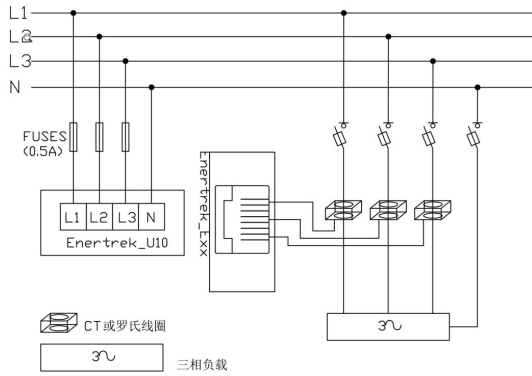 L1
L2
L3
N
FUSES
(0.5A)
L1 L2 L3 N
Enertrek_U10
Enertrek_Exx
3∿
CT或罗氏线圈
3∿
三相负载